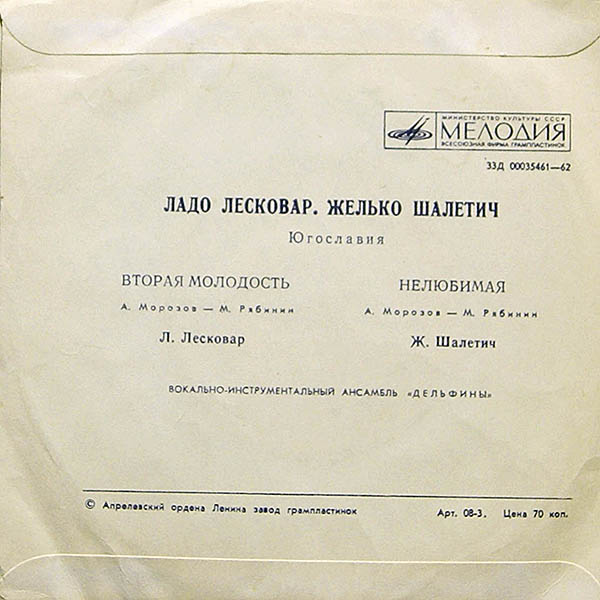 МИНИСТЕРСТВО КУЛЬТУРЫ СССР
МЕЛОДИЯ
ВСЕСОЮЗНАЯ ФИРМА ГРАМПЛАСТИНОК
33Д 00035461—62
ЛАДО ЛЕСКОВАР. ЖЕЛЬКО ШАЛЕТИЧ
Югославия
ВТОРАЯ МОЛОДОСТЬ
А. Морозов — М. Рябинин
Л. Лесковар
НЕЛЮБИМАЯ
А. Морозов — М. Рябинин
Ж. Шалетич
ВОКАЛЬНО-ИНСТРУМЕНТАЛЬНЫЙ АНСАМБЛЬ «ДЕЛЬФИНЫ»
© Апрелевский ордена Ленина завод грампластинок Арт. 08-3. Цена 70 коп.